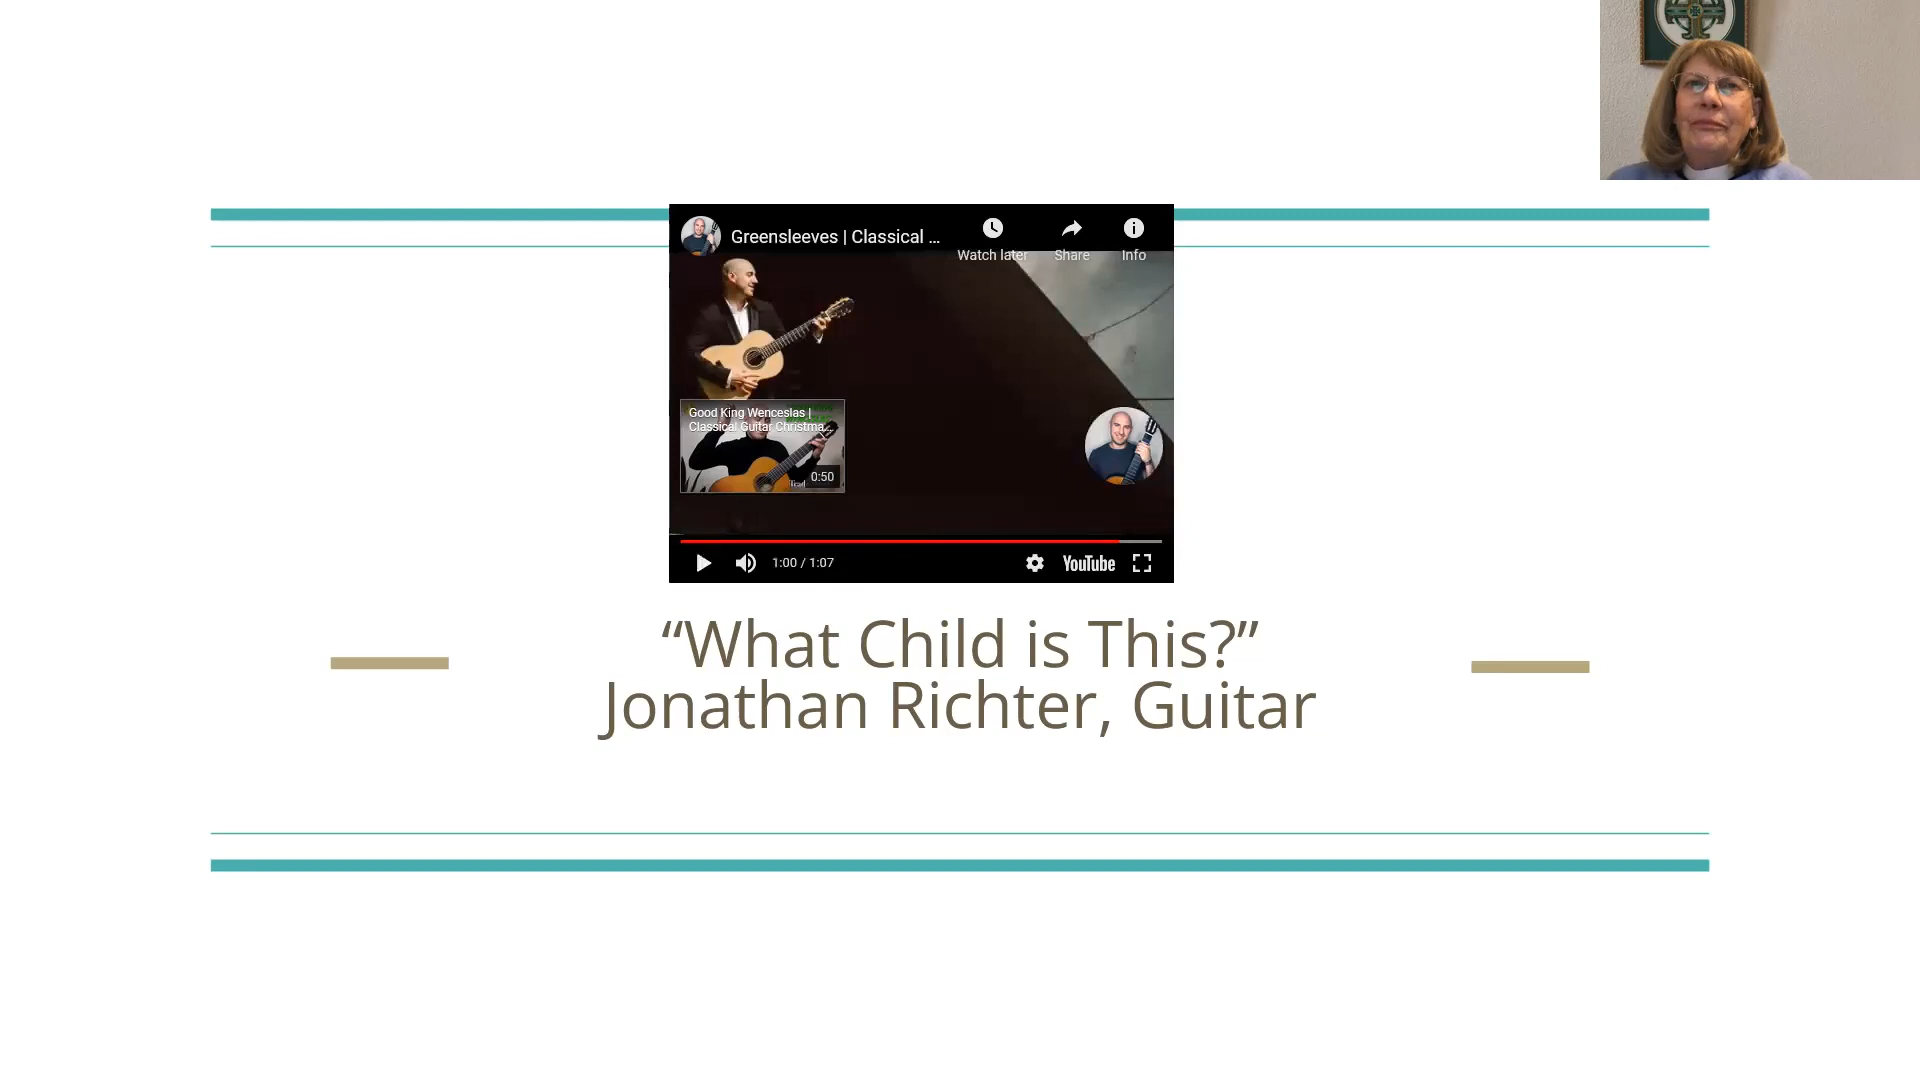 Greensleeves | Classical ...
Watch later
Share
Info
Good King Wenceslas |
Classical Guitar Christma...
0:50
1:00 / 1:07
YouTube
“What Child is This?”
Jonathan Richter, Guitar